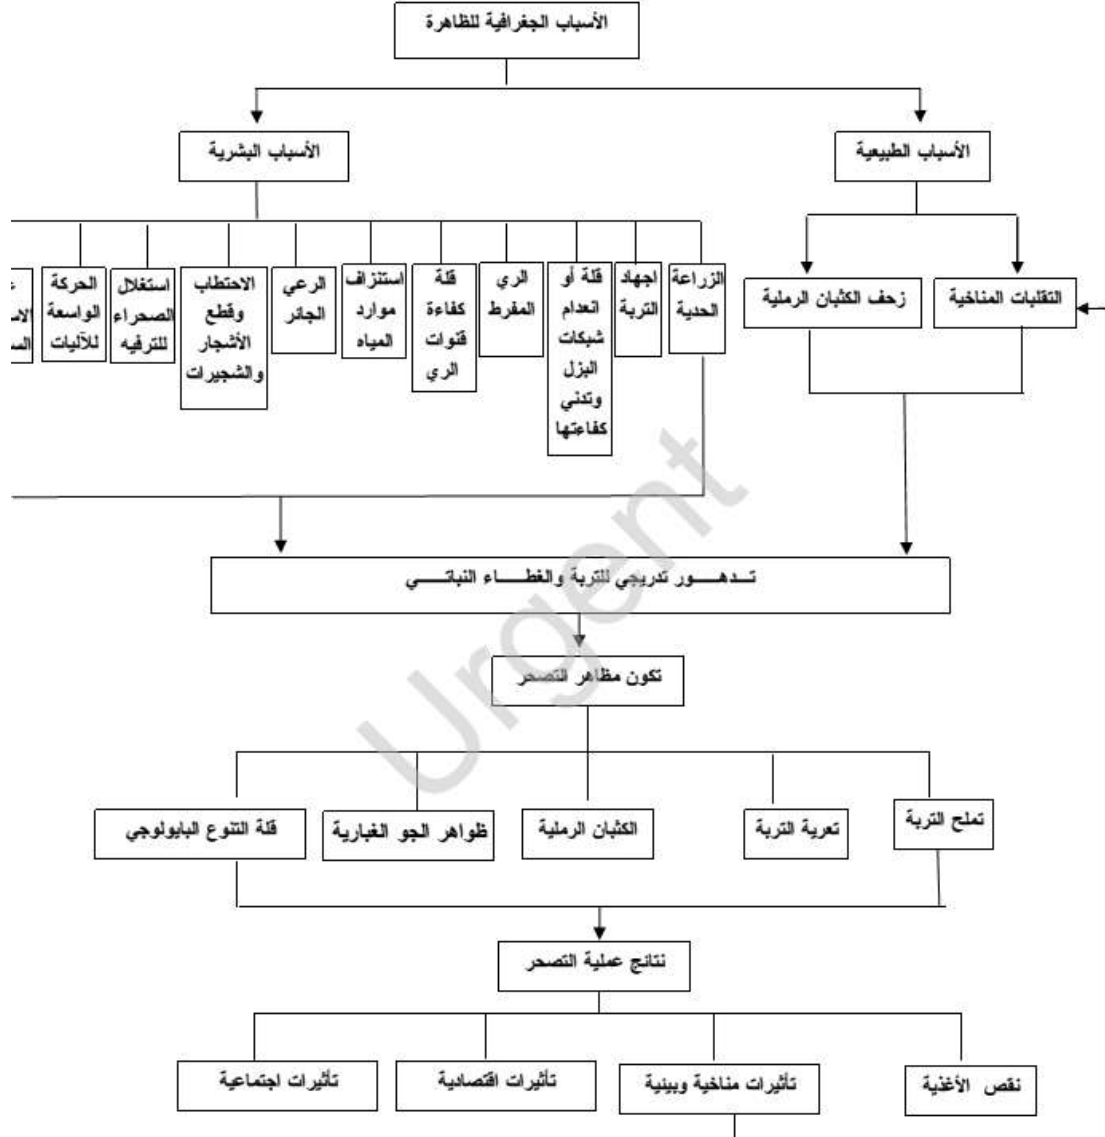 الأسباب الجغرافية للظاهرة
الأسباب الطبيعية
الأسباب البشرية
التقلبات المناخية
زحف الكثبان الرملية
الزراعة
الحدية
اجهاد
التربة
قلة أو
انعدام
شبكات
البزل
وتدني
كفاءتها
الري
المفرط
قلة
كفاءة
قنوات
الري
استنزاف
موارد
المياه
الرعي
الجائر
الاحتطاب
وقطع
الأشجار
والشجيرات
استغلال
الصحراء
للترفيه
الحركة
الواسعة
للآليات
تـدهـــور تدريجي للتربة والغطـــاء النباتـــي
تكون مظاهر التصحر
تملح التربة
تعرية التربة
الكثبان الرملية
ظواهر الجو الغبارية
قلة التنوع البايولوجي
نتائج عملية التصحر
نقص الأغذية
تأثيرات مناخية وبيئية
تأثيرات اقتصادية
تأثيرات اجتماعية
Urgent